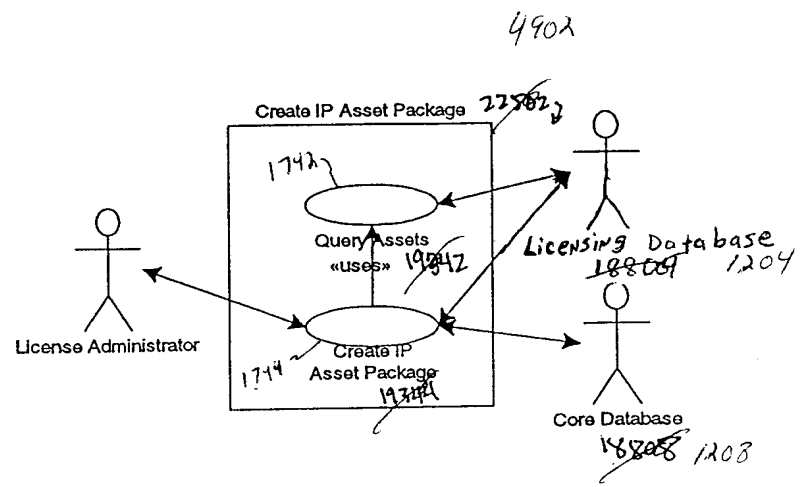 4902
Create IP Asset Package
1742
Query Assets
«uses»
Licensing Database
1204
License Administrator
1744
Create IP
Asset Package
Core Database
1208